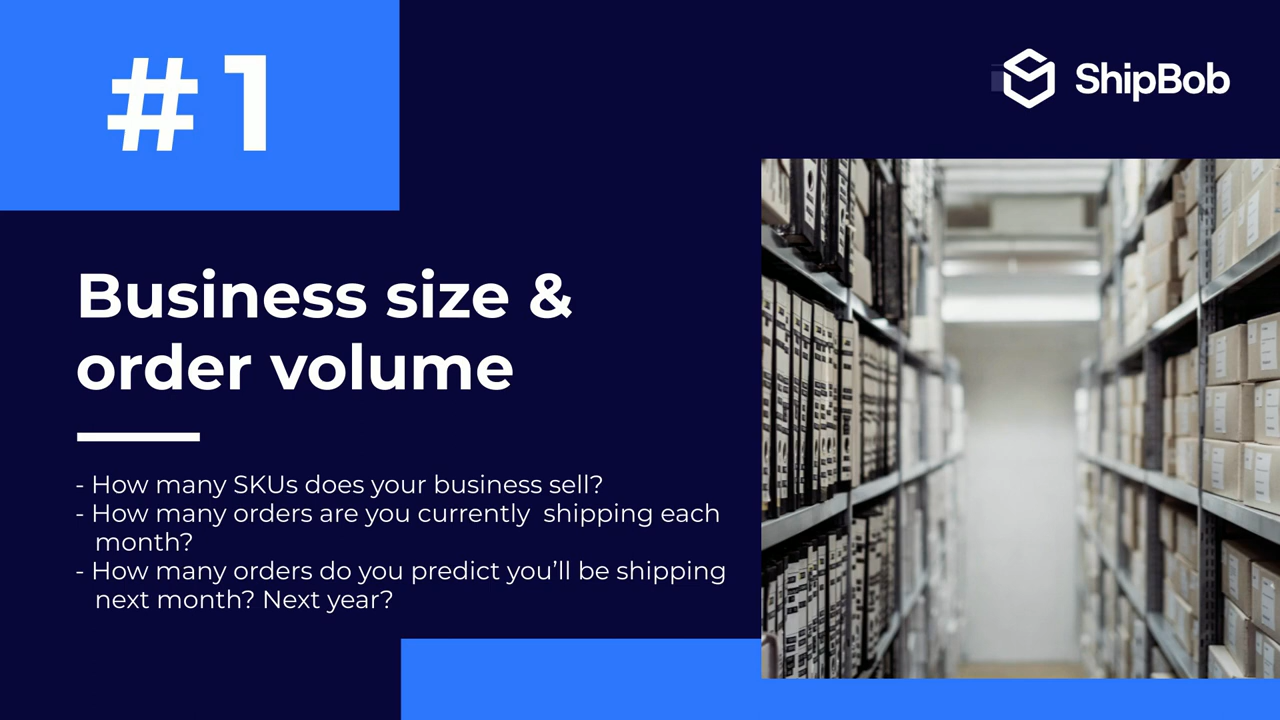 #1
ShipBob
Business size &
order volume
- How many SKUs does your business sell?
- How many orders are you currently  shipping each
month?
- How many orders do you predict you’ll be shipping
next month? Next year?